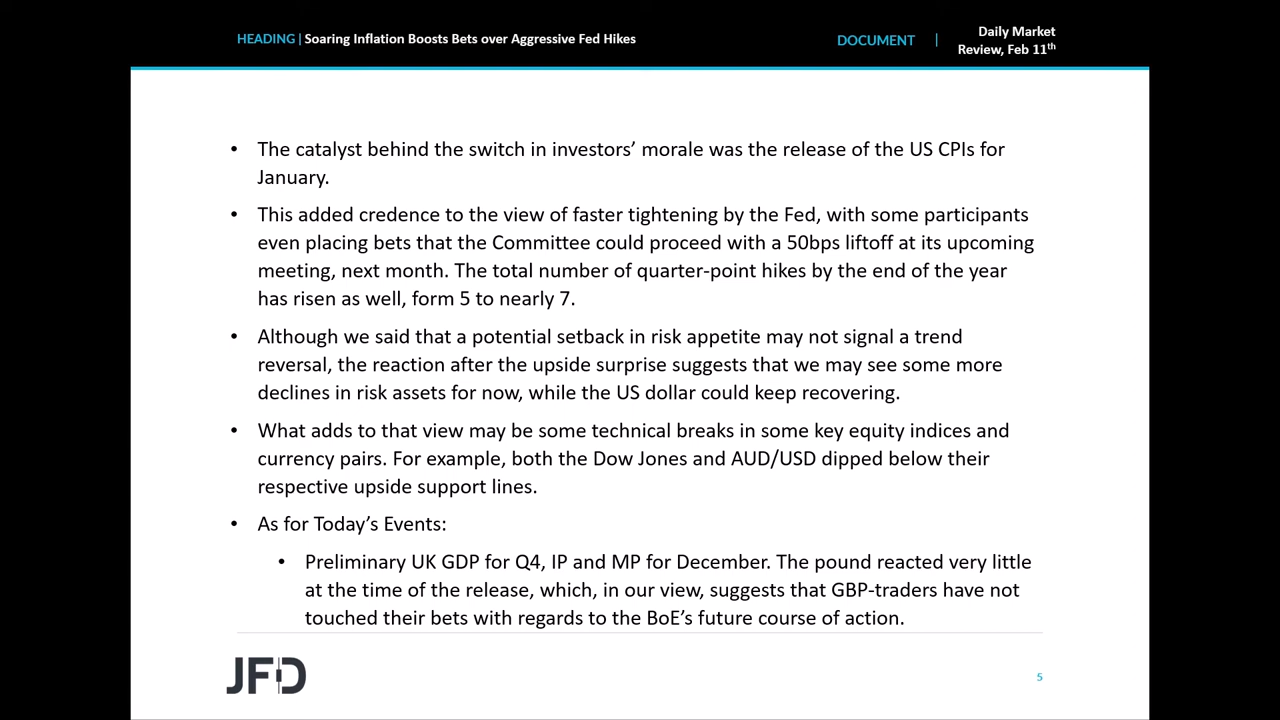 HEADING | Soaring Inflation Boosts Bets over Aggressive Fed Hikes
DOCUMENT |
Daily Market
Review, Feb 11th
• The catalyst behind the switch in investors’ morale was the release of the US CPIs for
January.
• This added credence to the view of faster tightening by the Fed, with some participants
even placing bets that the Committee could proceed with a 50bps liftoff at its upcoming
meeting, next month. The total number of quarter-point hikes by the end of the year
has risen as well, form 5 to nearly 7.
• Although we said that a potential setback in risk appetite may not signal a trend
reversal, the reaction after the upside surprise suggests that we may see some more
declines in risk assets for now, while the US dollar could keep recovering.
• What adds to that view may be some technical breaks in some key equity indices and
currency pairs. For example, both the Dow Jones and AUD/USD dipped below their
respective upside support lines.
• As for Today’s Events:
• Preliminary UK GDP for Q4, IP and MP for December. The pound reacted very little
at the time of the release, which, in our view, suggests that GBP-traders have not
touched their bets with regards to the BoE’s future course of action.
JFD
5